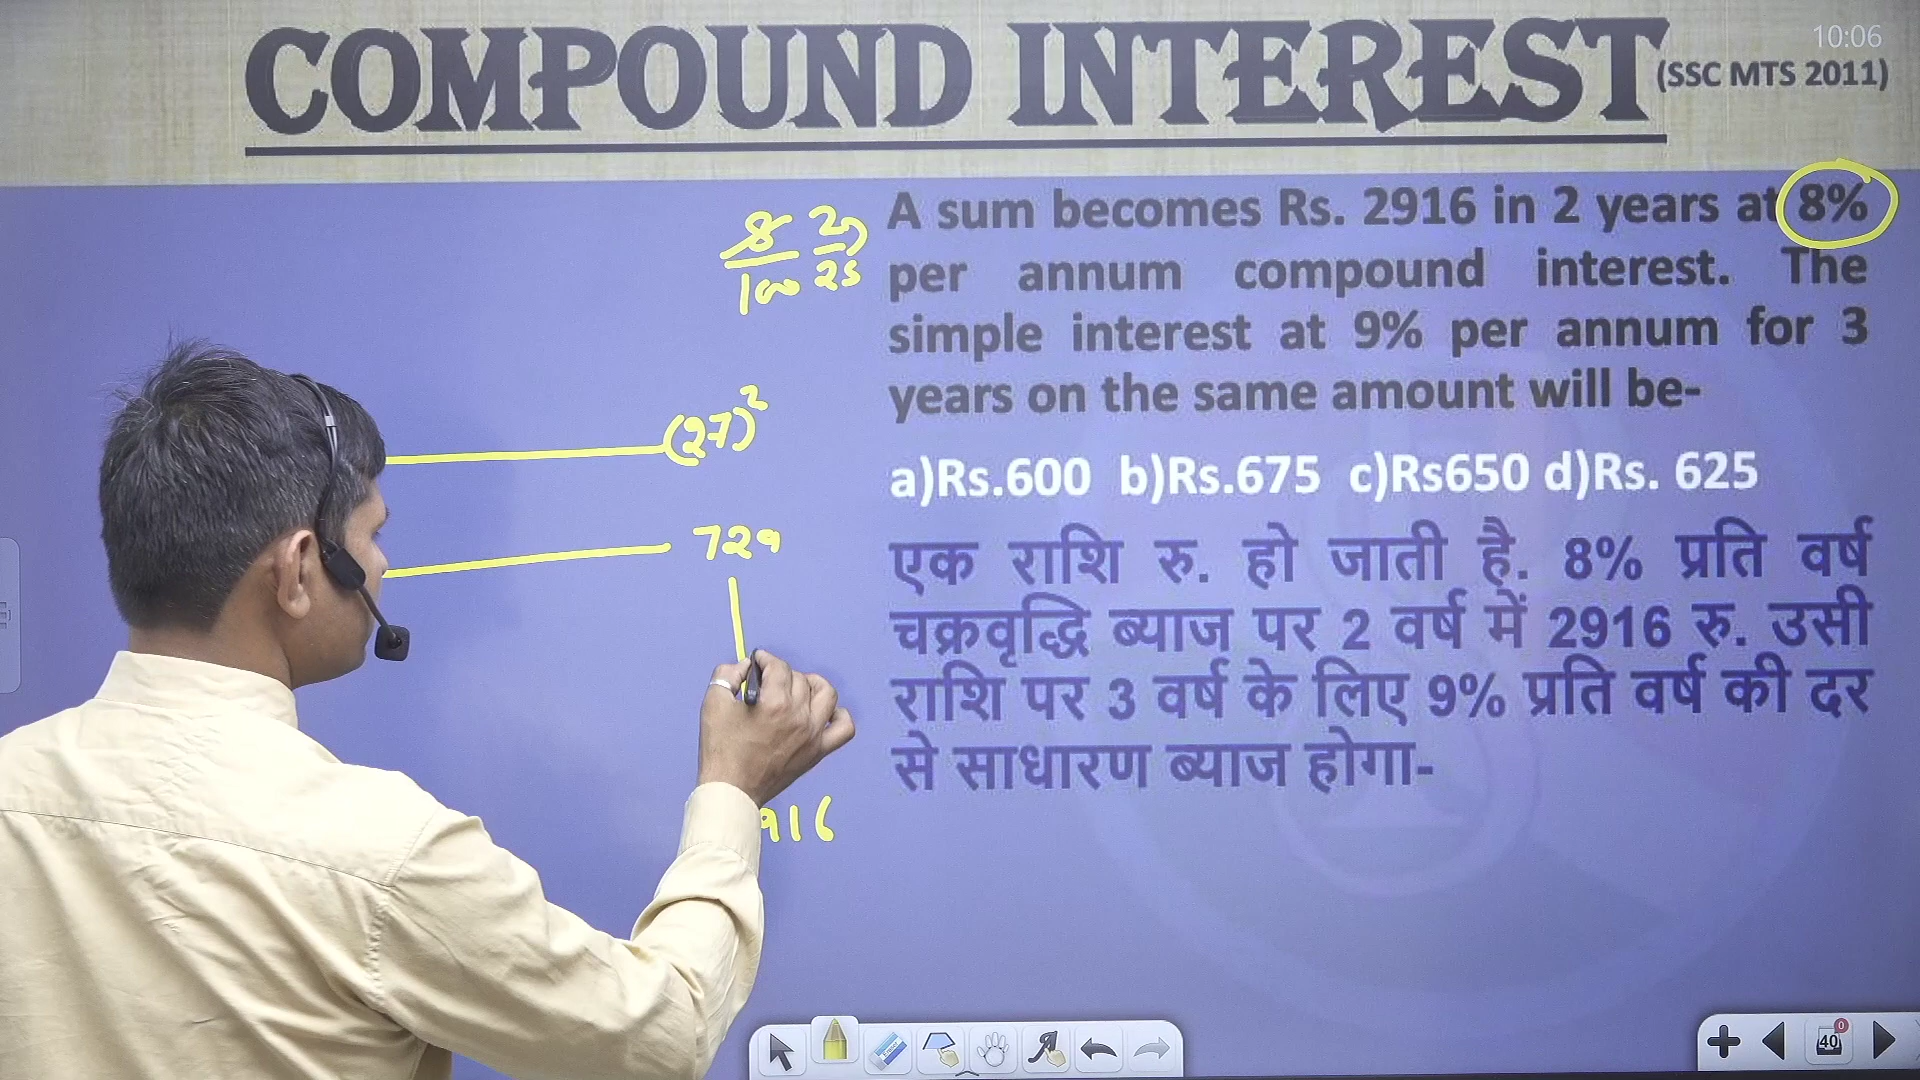 COMPOUND INTEREST
10:06
(SSC MTS 2011)
A sum becomes Rs. 2916 in 2 years at 8%
per annum compound interest. The
simple interest at 9% per annum for 3
years on the same amount will be-
a)Rs.600 b)Rs.675 c)Rs650 d)Rs. 625
एक राशि रु. हो जाती है. 8% प्रति वर्ष
चक्रवृद्धि ब्याज पर 2 वर्ष में 2916 रु. उसी
राशि पर 3 वर्ष के लिए 9% प्रति वर्ष की दर
से साधारण ब्याज होगा-
8
100
25
(27)²
729
916
40
0